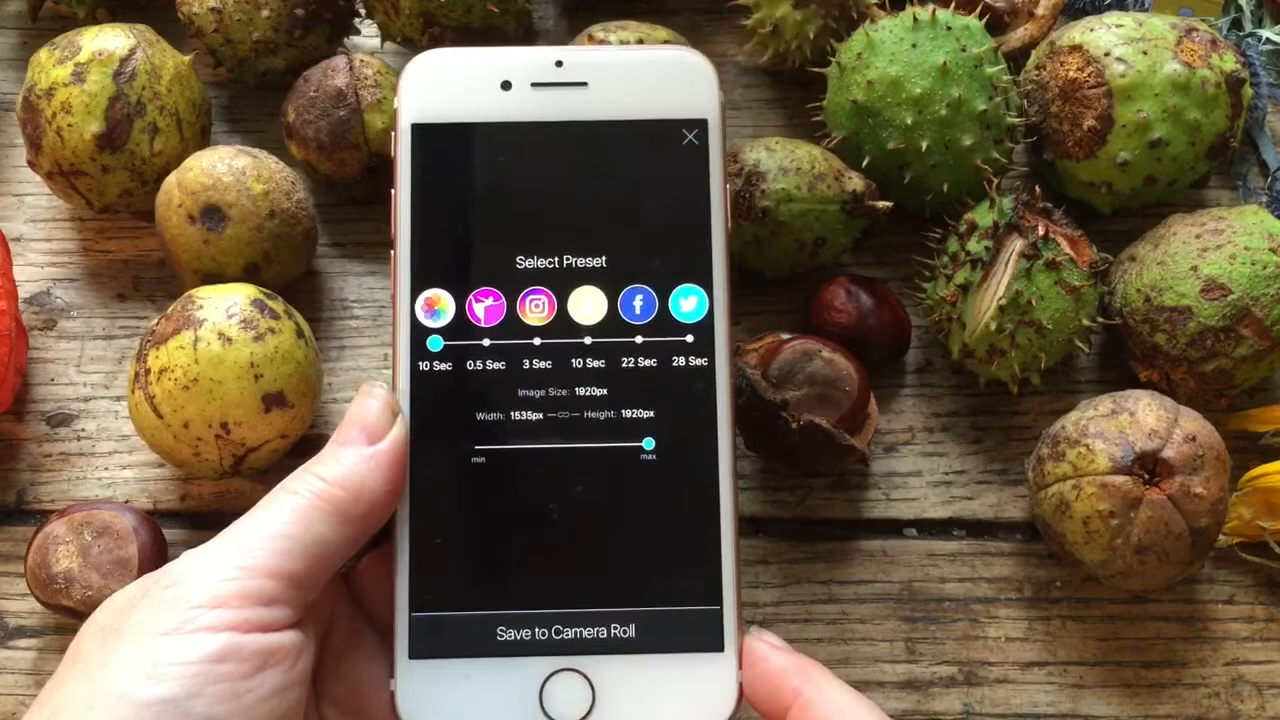 Select Preset
10 Sec 0.5 Sec 3 Sec 10 Sec 22 Sec 28 Sec
Image Size: 1920px
Width: 1535px Height: 1920px
min max
Save to Camera Roll